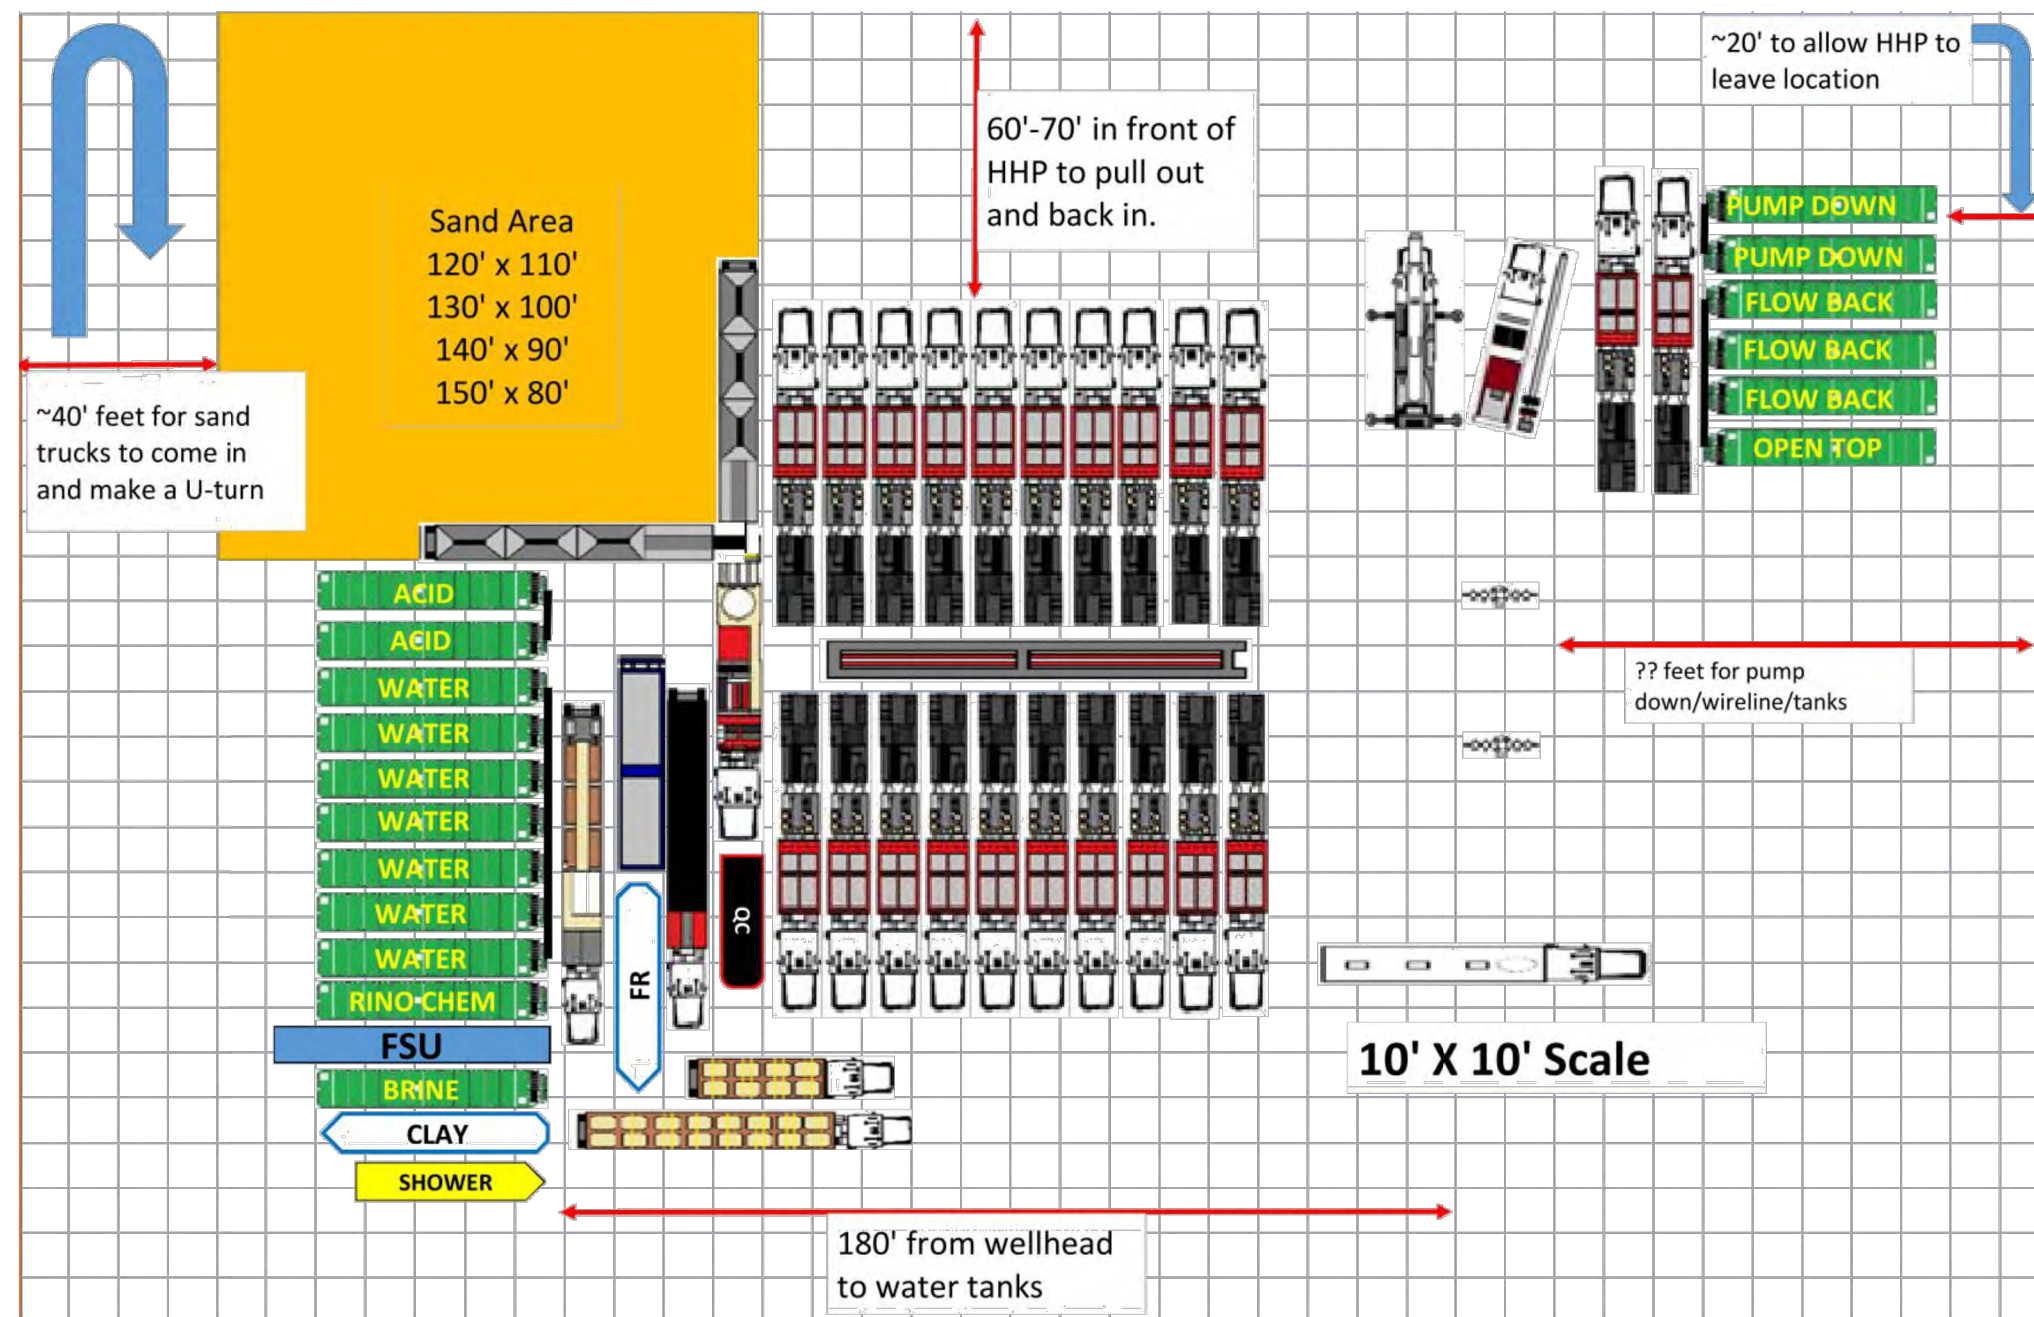 ~20' to allow HHP to
leave location
60'-70' in front of
HHP to pull out
and back in.
Sand Area
120' x 110'
130' x 100'
140' x 90'
150' x 80'
~40' feet for sand
trucks to come in
and make a U-turn
PUMP DOWN
PUMP DOWN
FLOW BACK
FLOW BACK
FLOW BACK
OPEN TOP
ACID
ACID
WATER
WATER
WATER
WATER
WATER
WATER
WATER
RINO CHEM
FSU
BRINE
CLAY
SHOWER
FR
QC
?? feet for pump
down/wireline/tanks
10' X 10' Scale
180' from wellhead
to water tanks